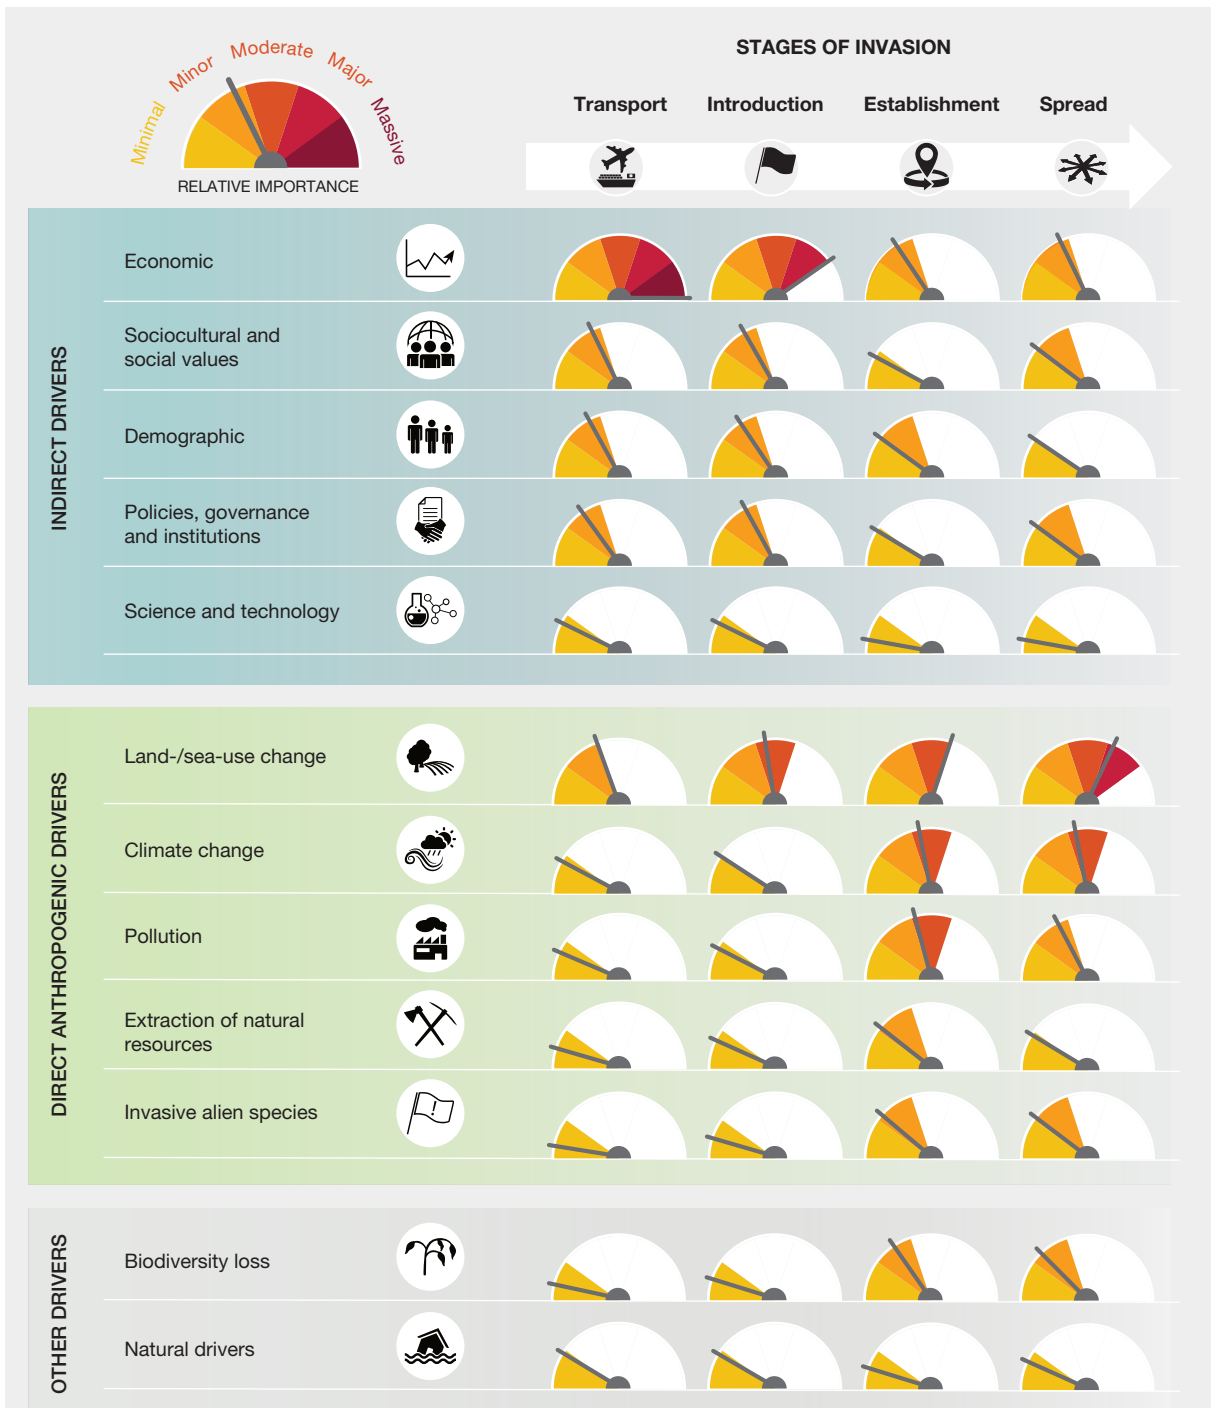 Minimal
Minor
Moderate
Major
Massive
RELATIVE IMPORTANCE
STAGES OF INVASION
Transport
Introduction
Establishment
Spread
INDIRECT DRIVERS
Economic
Sociocultural and
social values
Demographic
Policies, governance
and institutions
Science and technology
DIRECT ANTHROPOGENIC DRIVERS
Land-/sea-use change
Climate change
Pollution
Extraction of natural
resources
Invasive alien species
!
OTHER DRIVERS
Biodiversity loss
Natural drivers